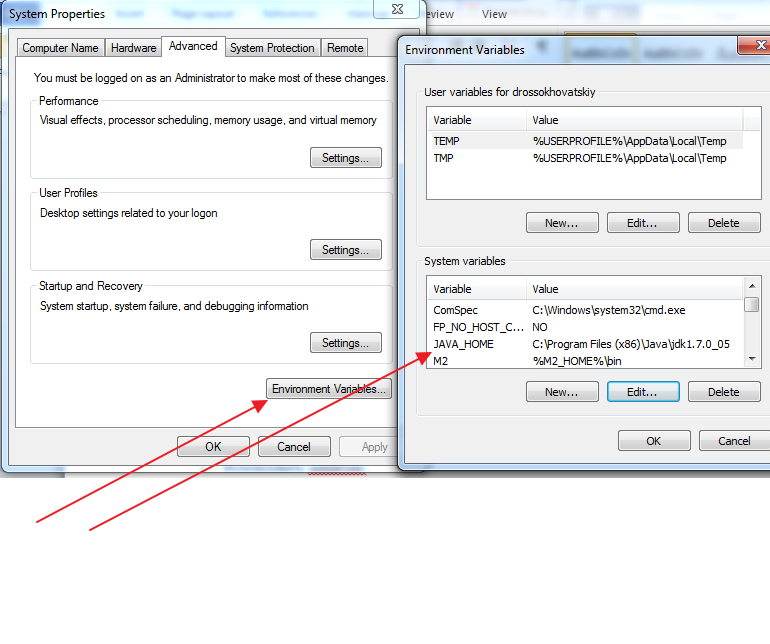 System Properties
Computer Name
Hardware
Advanced
System Protection
Remote
You must be logged on as an Administrator to make most of these changes.
Performance
Visual effects, processor scheduling, memory usage, and virtual memory
Settings...
User Profiles
Desktop settings related to your logon
Settings...
Startup and Recovery
System startup, system failure, and debugging information
Settings...
Environment Variables...
OK
Cancel
Apply
View
Environment Variables
User variables for drossokhovatskiy
Variable Value
TEMP %USERPROFILE%\AppData\Local\Temp
TMP %USERPROFILE%\AppData\Local\Temp
New...
Edit...
Delete
System variables
Variable Value
ComSpec C:\Windows\system32\cmd.exe
FP_NO_HOST_C... NO
JAVA_HOME C:\Program Files (x86)\Java\jdk1.7.0_05
M2 %M2_HOME%\bin
New...
Edit...
Delete
OK
Cancel